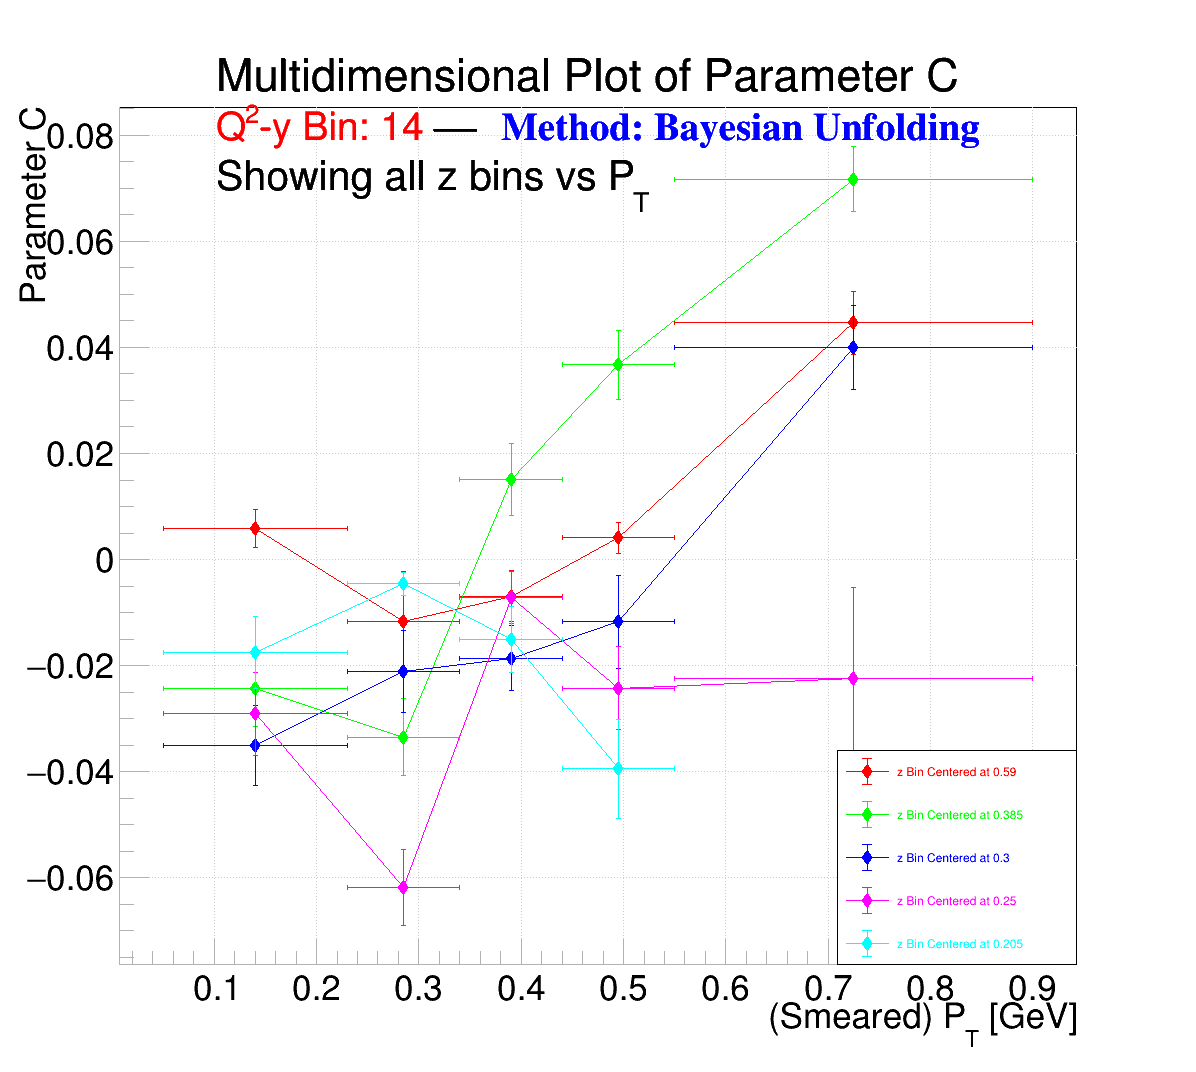 Multidimensional Plot of Parameter C
Q²-y Bin: 14 — Method: Bayesian Unfolding
Showing all z bins vs P_T
Parameter C
0.08
0.06
0.04
0.02
0
−0.02
−0.04
−0.06
z Bin Centered at 0.59
z Bin Centered at 0.385
z Bin Centered at 0.3
z Bin Centered at 0.25
z Bin Centered at 0.205
0.1 0.2 0.3 0.4 0.5 0.6 0.7 0.8 0.9
(Smeared) P_T [GeV]